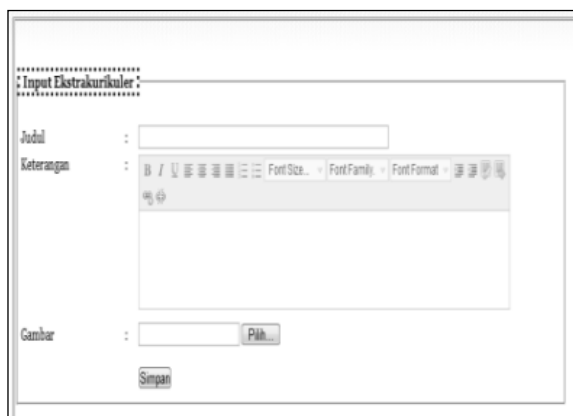 Input Ekstrakurikuler
Judul :
Keterangan : B I U Font Size... Font Family. Font Format
Gambar : Pilih...
Simpan